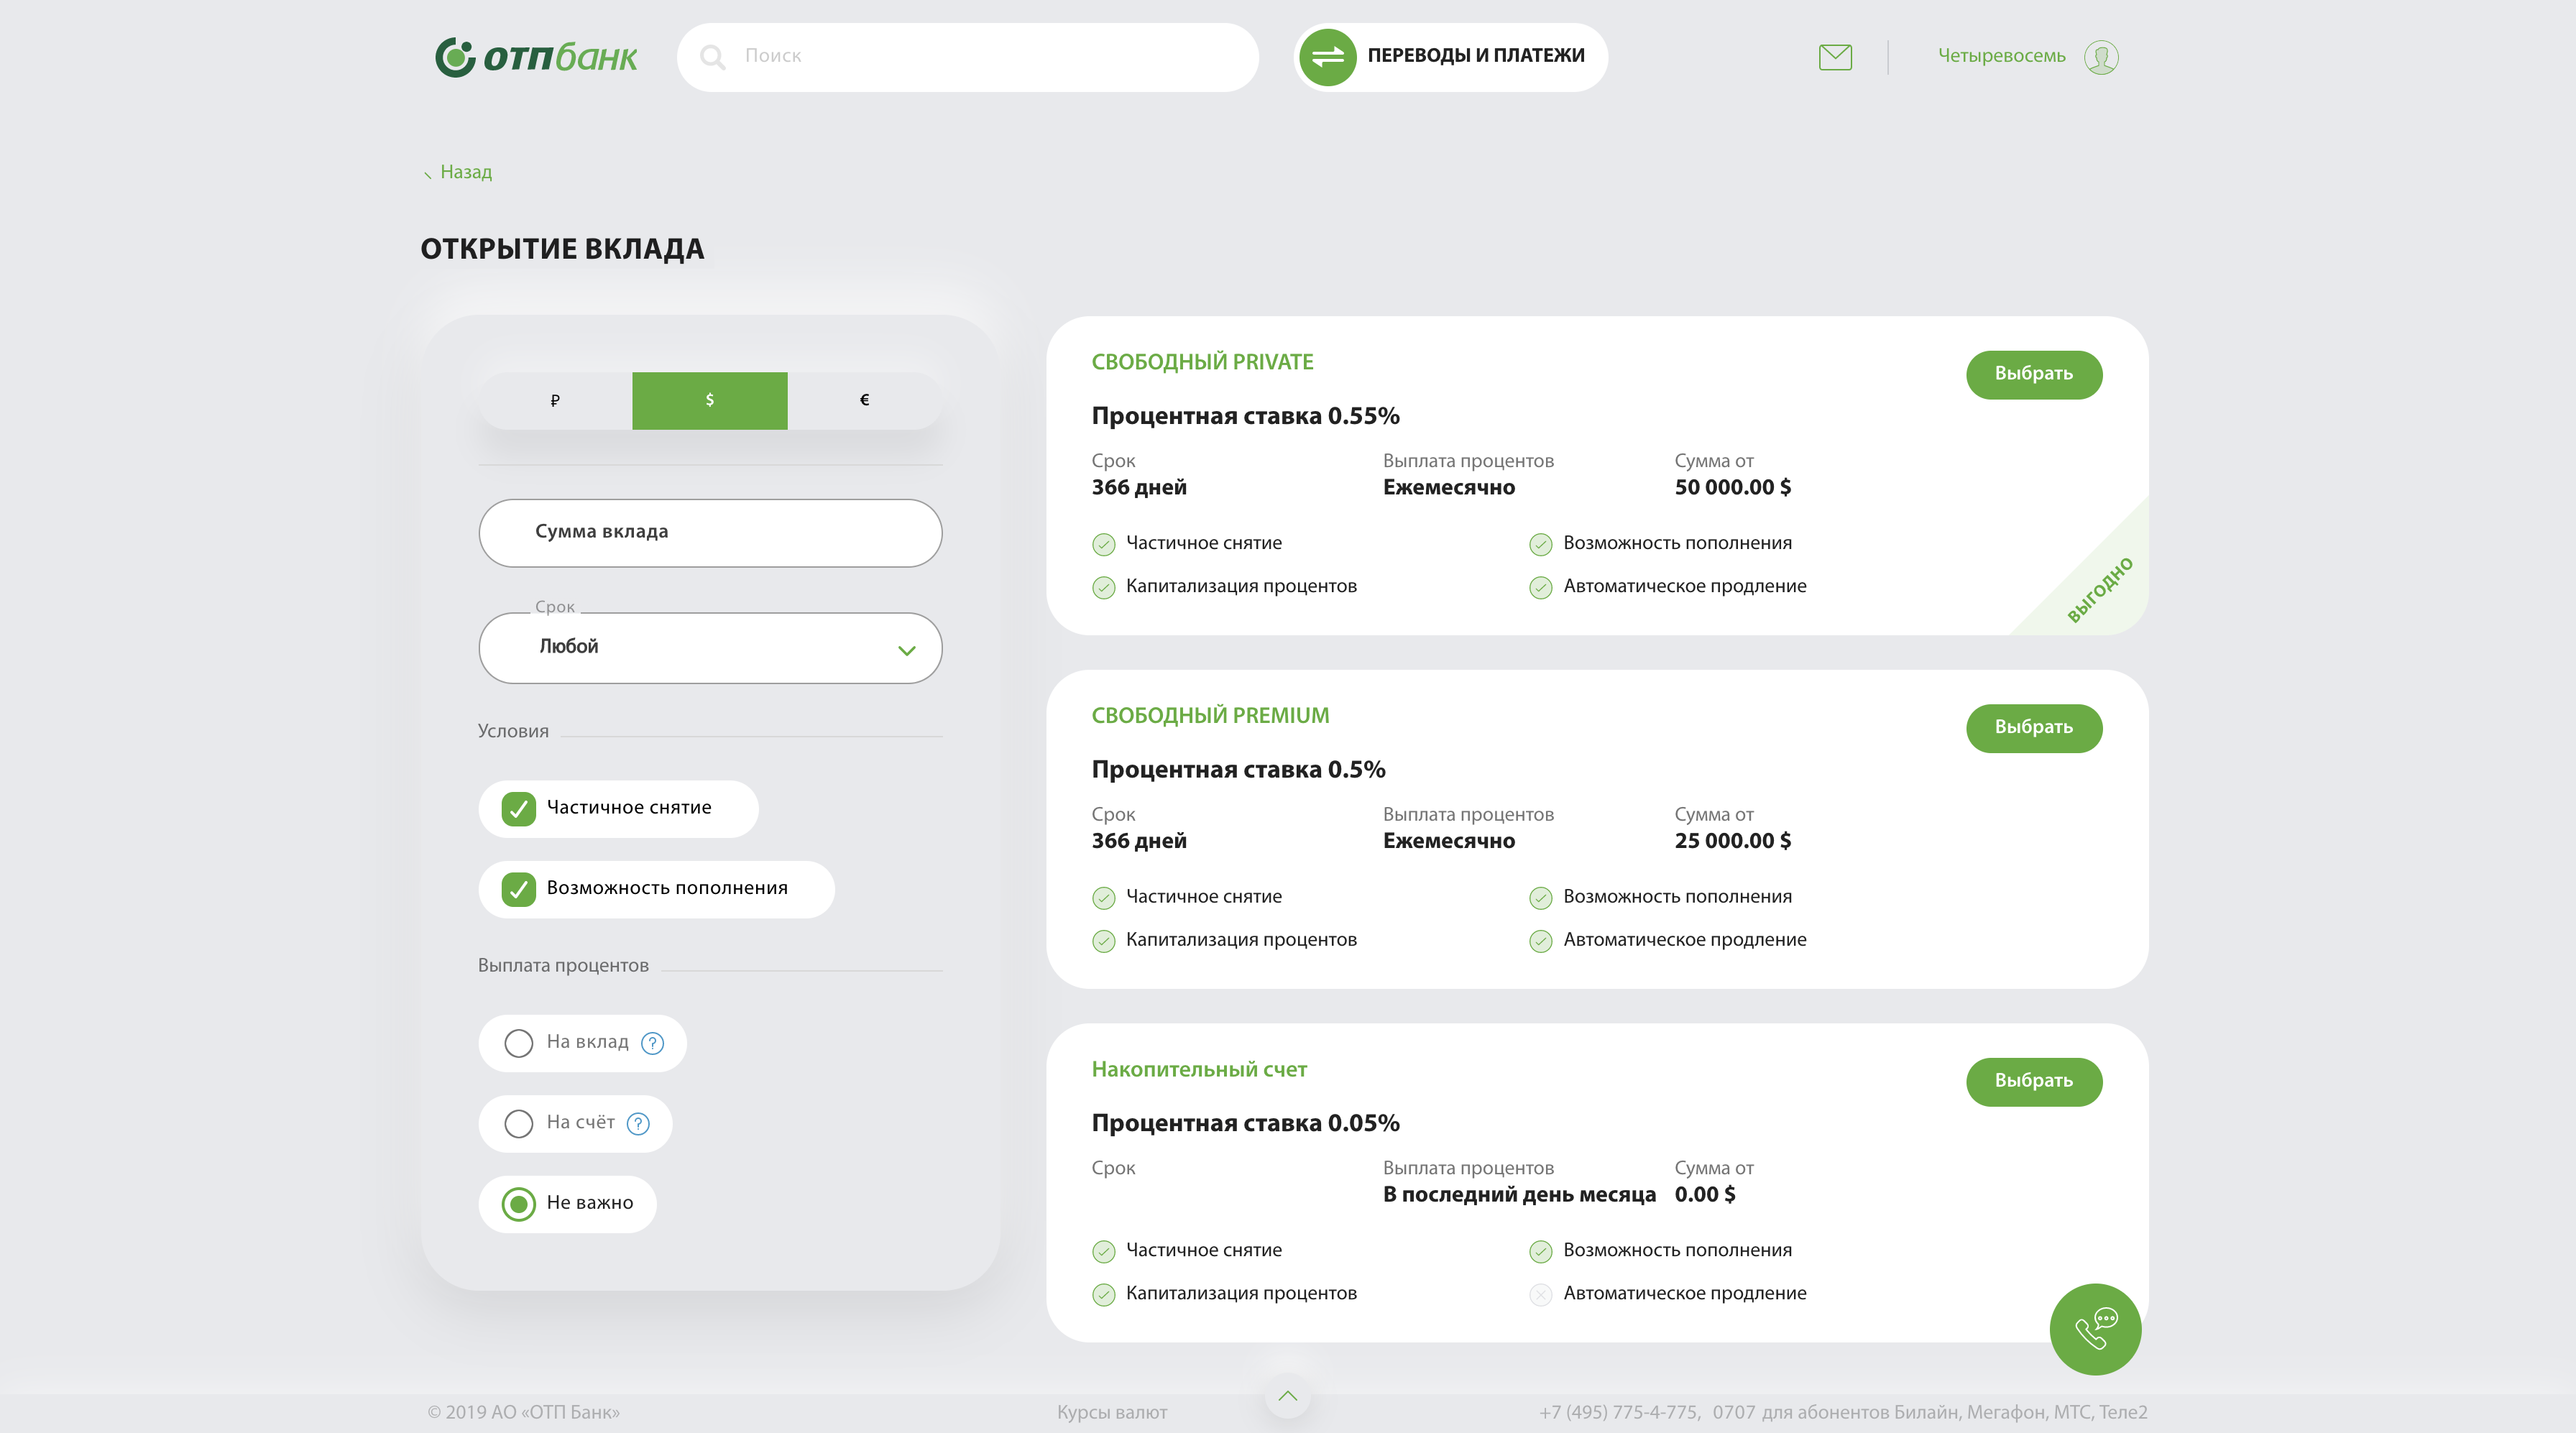 ОТПбанк
Поиск
ПЕРЕВОДЫ И ПЛАТЕЖИ
Четыревосемь
Назад
ОТКРЫТИЕ ВКЛАДА
₽ $ €
Сумма вклада
Срок
Любой
Условия
Частичное снятие
Возможность пополнения
Выплата процентов
На вклад ?
На счёт ?
Не важно
СВОБОДНЫЙ PRIVATE
Выбрать
Процентная ставка 0.55%
Срок Выплата процентов Сумма от
366 дней Ежемесячно 50 000.00 $
Частичное снятие Возможность пополнения
Капитализация процентов Автоматическое продление
ВЫГОДНО
СВОБОДНЫЙ PREMIUM
Выбрать
Процентная ставка 0.5%
Срок Выплата процентов Сумма от
366 дней Ежемесячно 25 000.00 $
Частичное снятие Возможность пополнения
Капитализация процентов Автоматическое продление
Накопительный счет
Выбрать
Процентная ставка 0.05%
Срок Выплата процентов Сумма от
В последний день месяца 0.00 $
Частичное снятие Возможность пополнения
Капитализация процентов Автоматическое продление
© 2019 АО «ОТП Банк»
Курсы валют
+7 (495) 775-4-775, 0707 для абонентов Билайн, Мегафон, МТС, Теле2